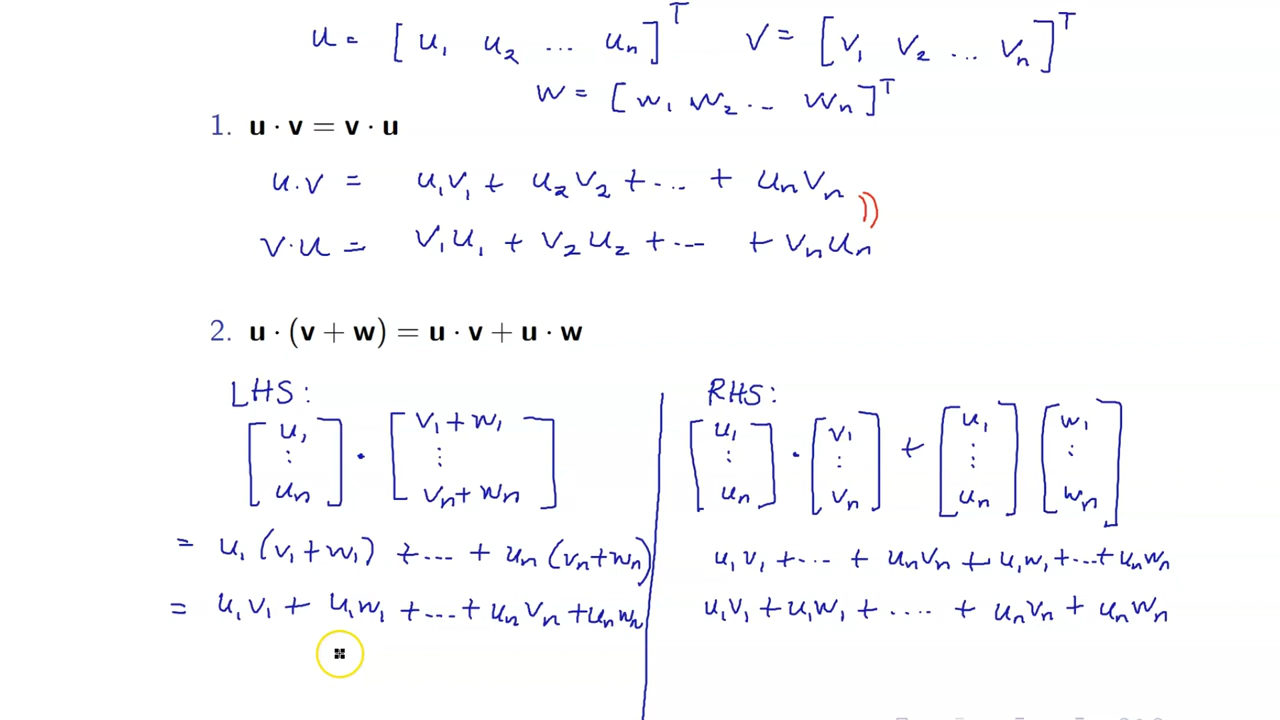 u = [ u₁ u₂ ... uₙ ]ᵀ v = [ v₁ v₂ ... vₙ ]ᵀ
w = [ w₁ w₂ ... wₙ ]ᵀ
1. u · v = v · u
u·v = u₁v₁ + u₂v₂ + ... + uₙvₙ
v·u = v₁u₁ + v₂u₂ + ... + vₙuₙ
2. u · (v + w) = u · v + u · w
LHS:
[ u₁ ⋮ uₙ ] · [ v₁+w₁ ⋮ vₙ+wₙ ]
= u₁(v₁+w₁) + ... + uₙ(vₙ+wₙ)
= u₁v₁ + u₁w₁ + ... + uₙvₙ + uₙwₙ
RHS:
[ u₁ ⋮ uₙ ] · [ v₁ ⋮ vₙ ] + [ u₁ ⋮ uₙ ] [ w₁ ⋮ wₙ ]
u₁v₁ + ... + uₙvₙ + u₁w₁ + ... + uₙwₙ
u₁v₁ + u₁w₁ + .... + uₙvₙ + uₙwₙ